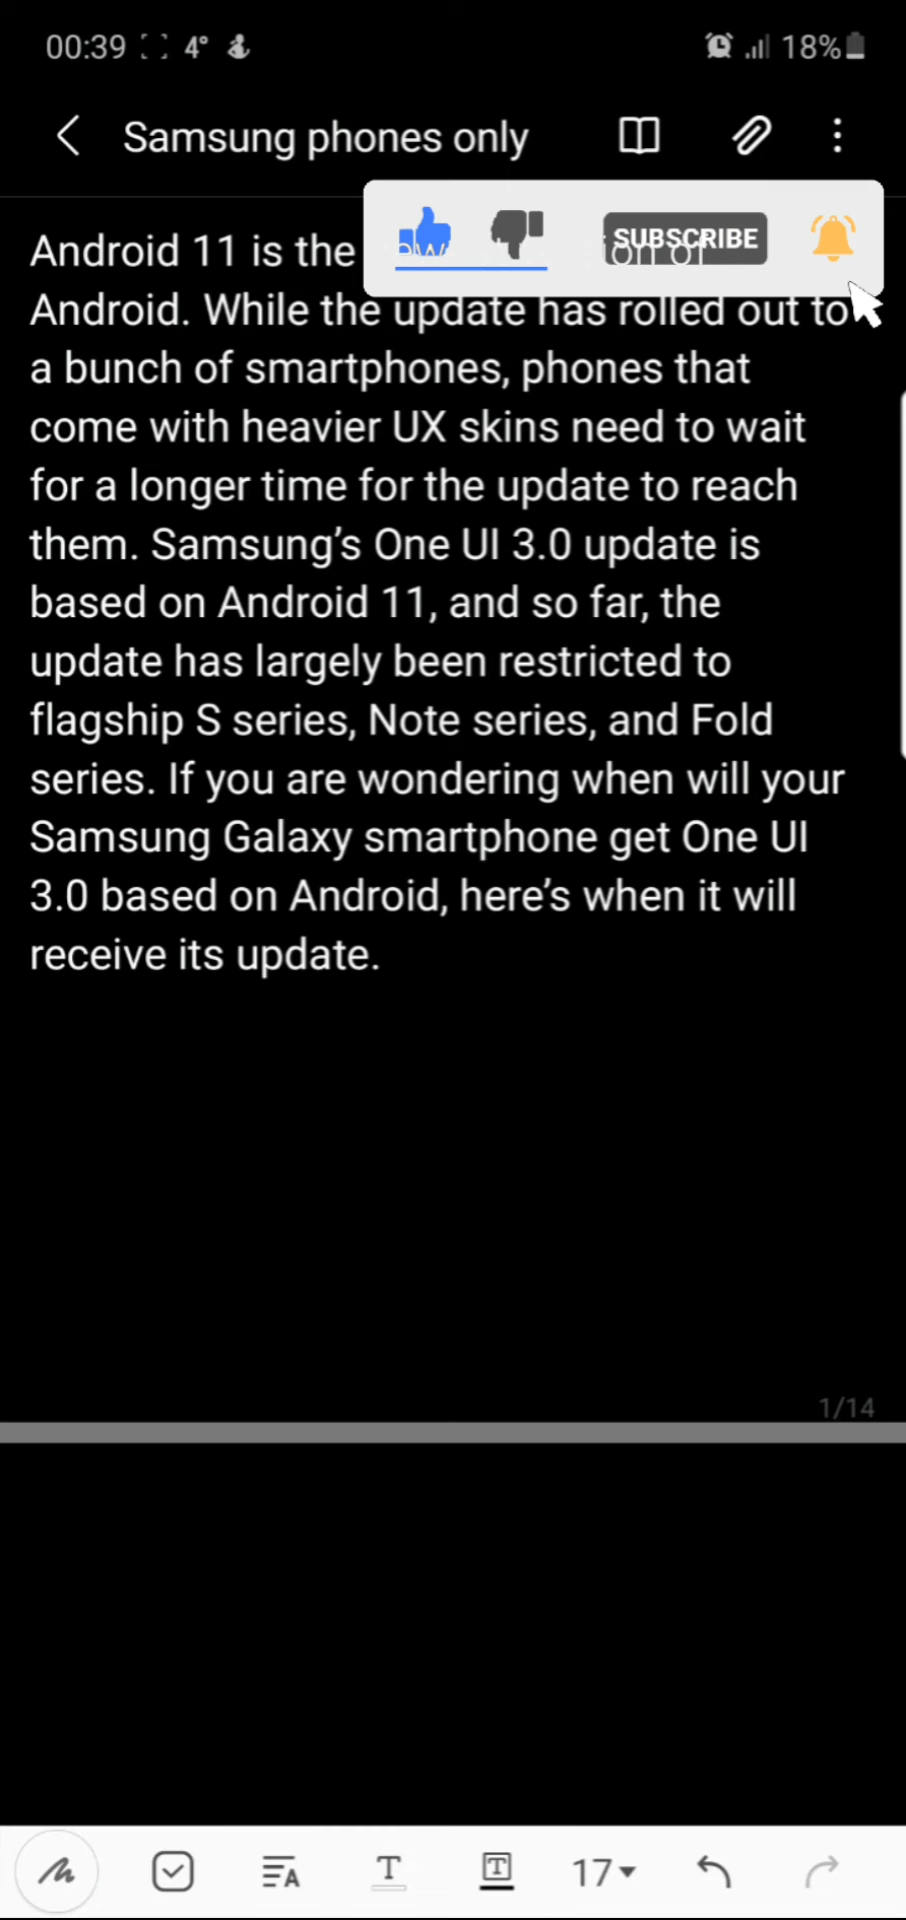 00:39 4° 18%
Samsung phones only
SUBSCRIBE
Android 11 is the ion of
Android. While the update has rolled out to
a bunch of smartphones, phones that
come with heavier UX skins need to wait
for a longer time for the update to reach
them. Samsung’s One UI 3.0 update is
based on Android 11, and so far, the
update has largely been restricted to
flagship S series, Note series, and Fold
series. If you are wondering when will your
Samsung Galaxy smartphone get One UI
3.0 based on Android, here’s when it will
receive its update.
1/14
17